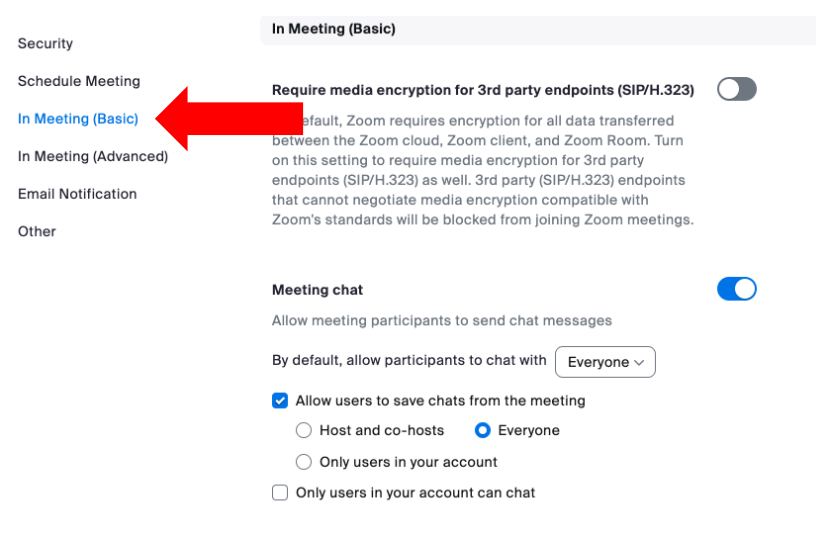 Security
Schedule Meeting
In Meeting (Basic)
In Meeting (Advanced)
Email Notification
Other
In Meeting (Basic)
Require media encryption for 3rd party endpoints (SIP/H.323)
efault, Zoom requires encryption for all data transferred
between the Zoom cloud, Zoom client, and Zoom Room. Turn
on this setting to require media encryption for 3rd party
endpoints (SIP/H.323) as well. 3rd party (SIP/H.323) endpoints
that cannot negotiate media encryption compatible with
Zoom's standards will be blocked from joining Zoom meetings.
Meeting chat
Allow meeting participants to send chat messages
By default, allow participants to chat with Everyone
Allow users to save chats from the meeting
Host and co-hosts Everyone
Only users in your account
Only users in your account can chat